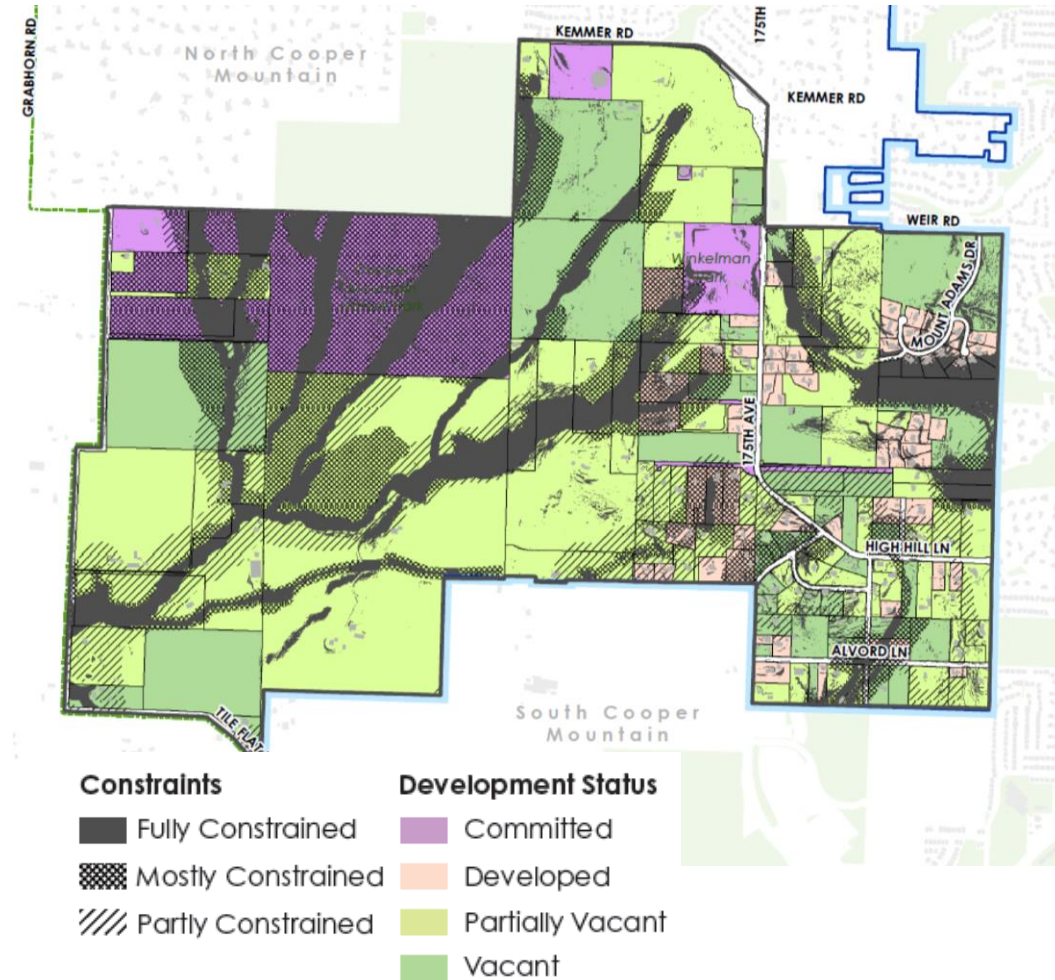 KEMMER RD
175TH
GRABHORN RD
North Cooper
Mountain
KEMMER RD
WEIR RD
Winkelman
Park
MOUNT ADAMS DR
175TH AVE
HIGH HILL LN
ALVORD LN
TILE FLAT
South Cooper
Mountain
Constraints
Fully Constrained
Mostly Constrained
Partly Constrained
Development Status
Committed
Developed
Partially Vacant
Vacant